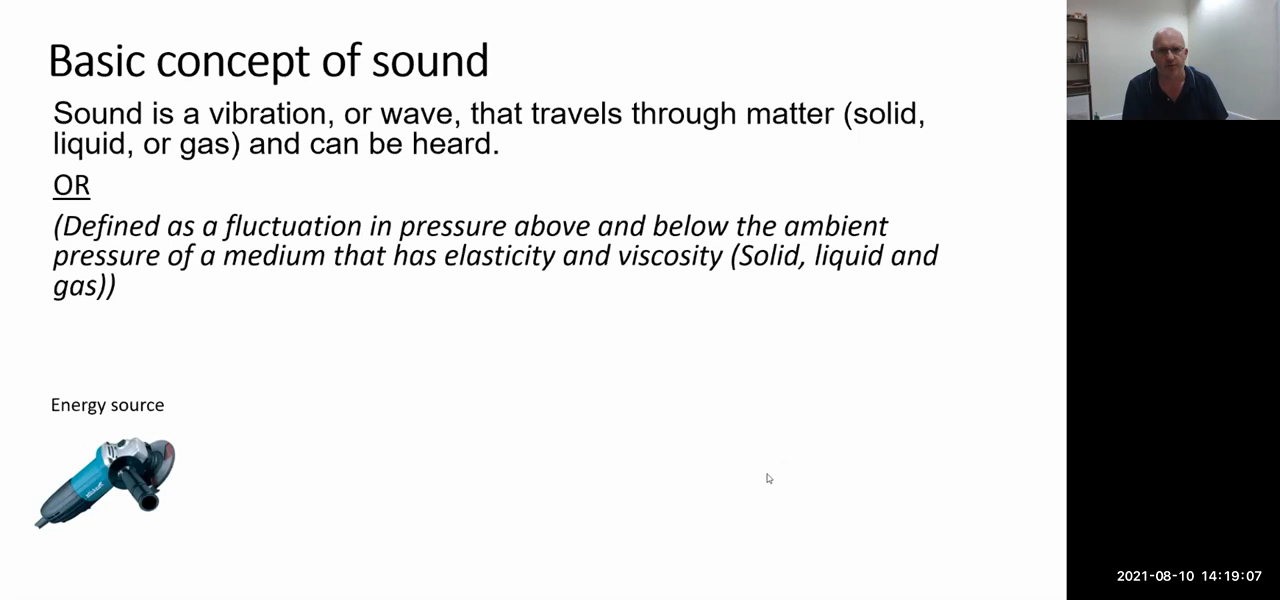 Basic concept of sound
Sound is a vibration, or wave, that travels through matter (solid,
liquid, or gas) and can be heard.
OR
(Defined as a fluctuation in pressure above and below the ambient
pressure of a medium that has elasticity and viscosity (Solid, liquid and
gas))
Energy source
2021-08-10 14:19:07